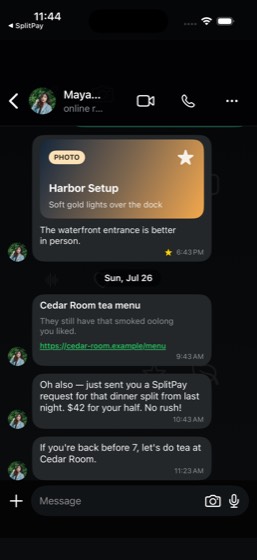 11:44
◀ SplitPay
Maya...
online r...
PHOTO
Harbor Setup
Soft gold lights over the dock
The waterfront entrance is better
in person.
6:43 PM
Sun, Jul 26
Cedar Room tea menu
They still have that smoked oolong
you liked.
https://cedar-room.example/menu
9:43 AM
Oh also — just sent you a SplitPay
request for that dinner split from last
night. $42 for your half. No rush!
10:43 AM
If you're back before 7, let's do tea at
Cedar Room.
11:23 AM
Message